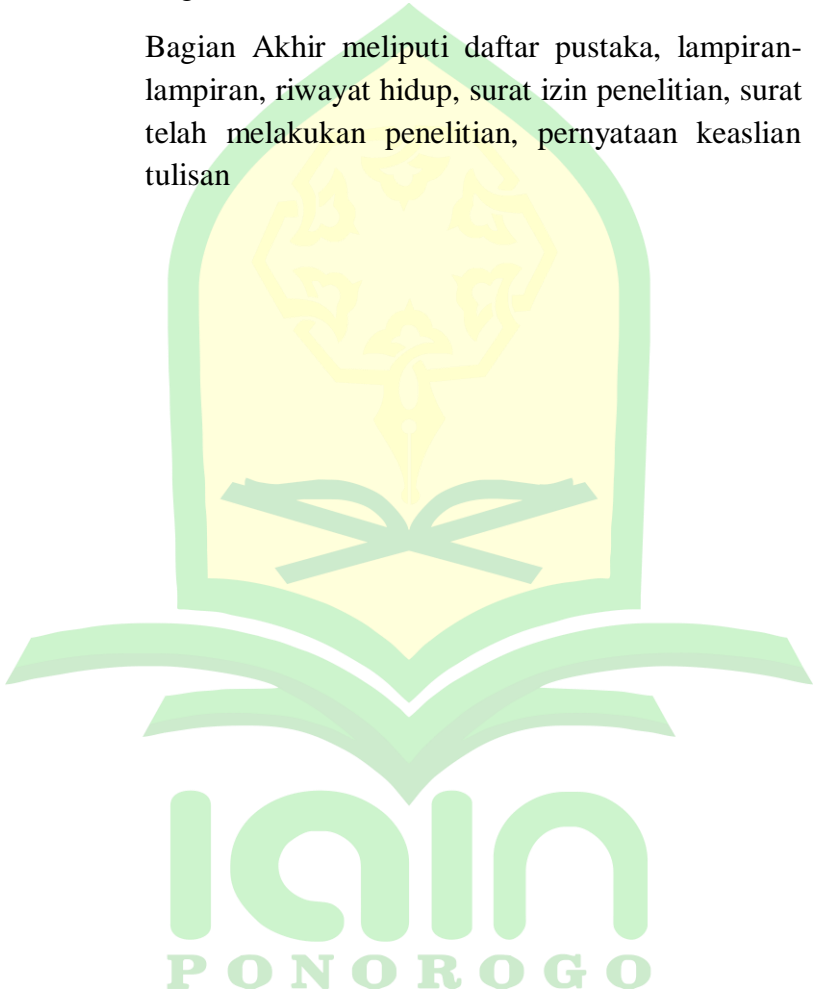 Bagian Akhir meliputi daftar pustaka, lampiran-
lampiran, riwayat hidup, surat izin penelitian, surat
telah melakukan penelitian, pernyataan keaslian
tulisan
iain
PONOROGO